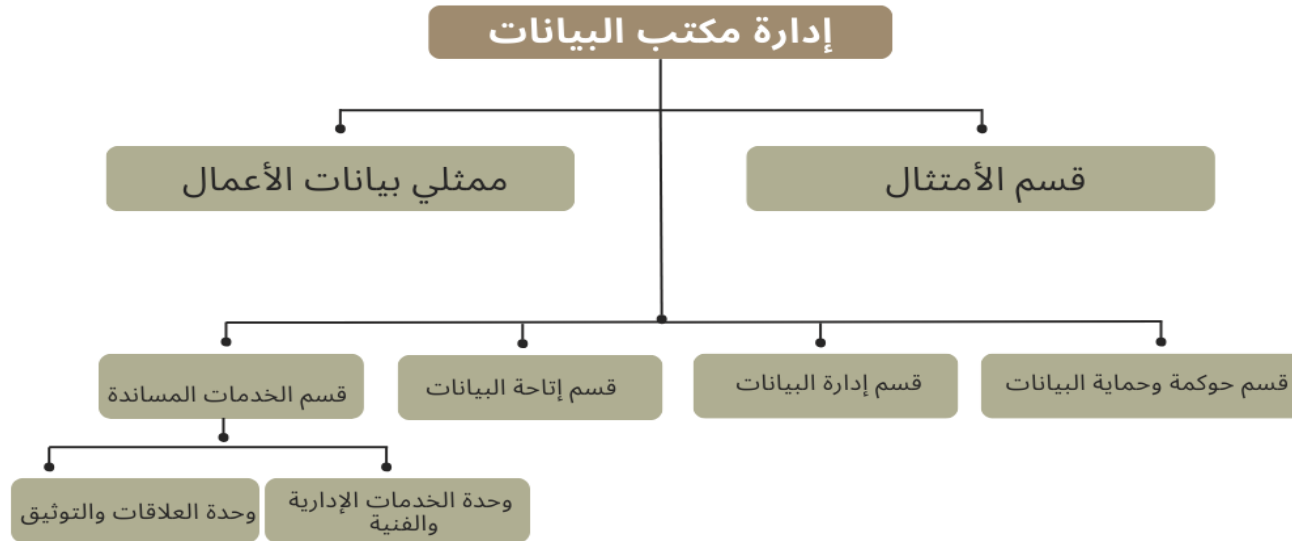 إدارة مكتب البيانات
قسم الأمتثال
ممثلي بيانات الأعمال
قسم حوكمة وحماية البيانات
قسم إدارة البيانات
قسم إتاحة البيانات
قسم الخدمات المساندة
وحدة الخدمات الإدارية
والفنية
وحدة العلاقات والتوثيق